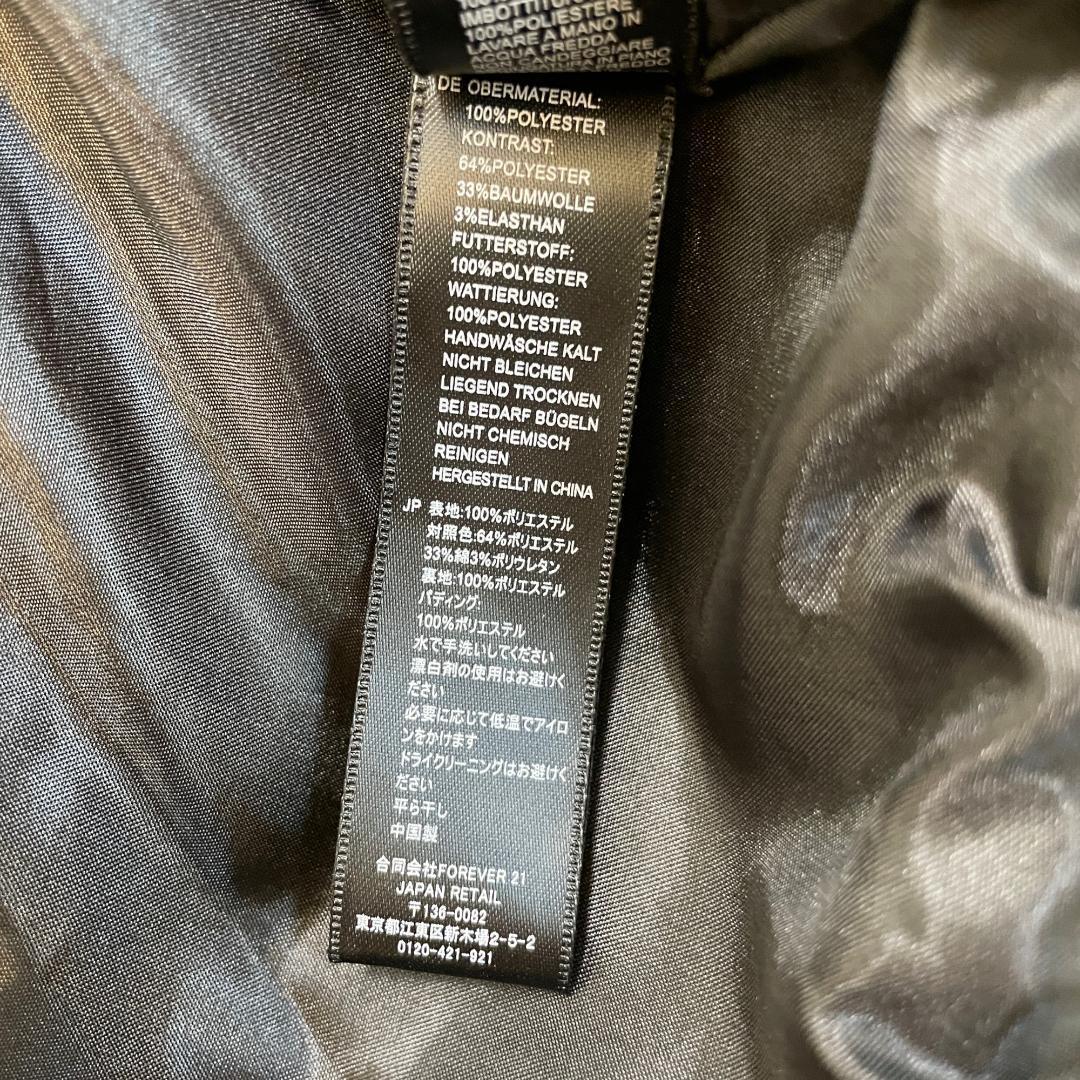 IMBOTTITURA
100%POLIESTERE
LAVARE A MANO IN
ACQUA FREDDA
DE OBERMATERIAL:
100%POLYESTER
KONTRAST:
64%POLYESTER
33%BAUMWOLLE
3%ELASTHAN
FUTTERSTOFF:
100%POLYESTER
WATTIERUNG:
100%POLYESTER
HANDWÄSCHE KALT
NICHT BLEICHEN
LIEGEND TROCKNEN
BEI BEDARF BÜGELN
NICHT CHEMISCH
REINIGEN
HERGESTELLT IN CHINA
JP 表地:100%ポリエステル
対照色:64%ポリエステル
33%綿3%ポリウレタン
裏地:100%ポリエステル
パディング:
100%ポリエステル
水で手洗いしてください
漂白剤の使用はお避けく
ださい
必要に応じて低温でアイロ
ンをかけます
ドライクリーニングはお避けく
ださい
平ら干し
中国製
合同会社FOREVER 21
JAPAN RETAIL
〒136-0082
東京都江東区新木場2-5-2
0120-421-921